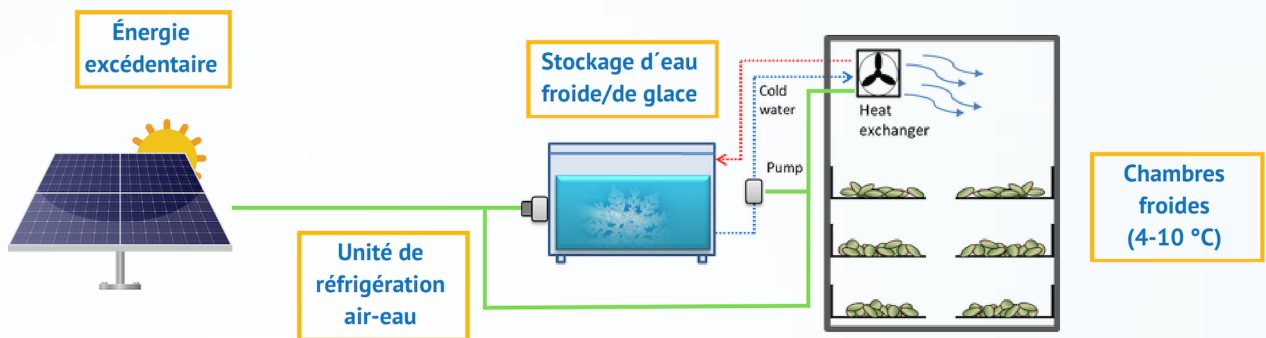 Énergie
excédentaire
Stockage d´eau
froide/de glace
Cold
water
Heat
exchanger
Pump
Chambres
froides
(4-10 °C)
Unité de
réfrigération
air-eau